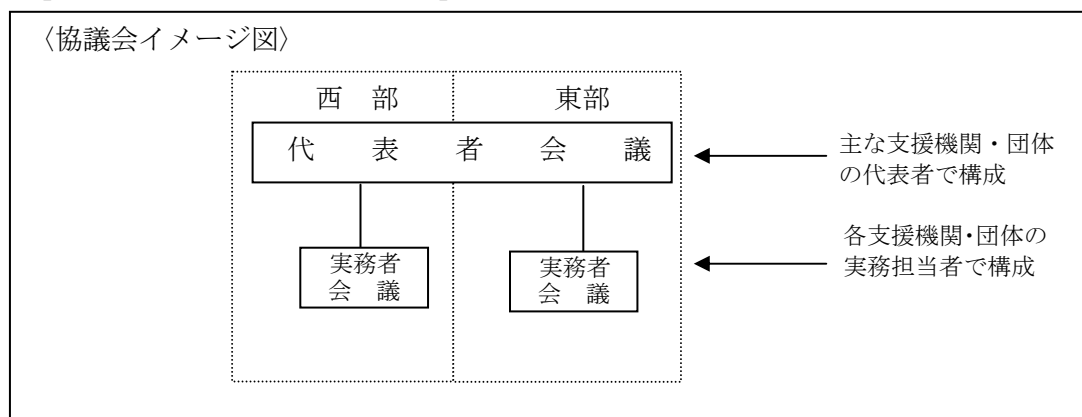 〈協議会イメージ図〉
西 部
東部
代 表 者 会 議
主な支援機関・団体
の代表者で構成
実務者
会 議
実務者
会 議
各支援機関・団体の
実務担当者で構成